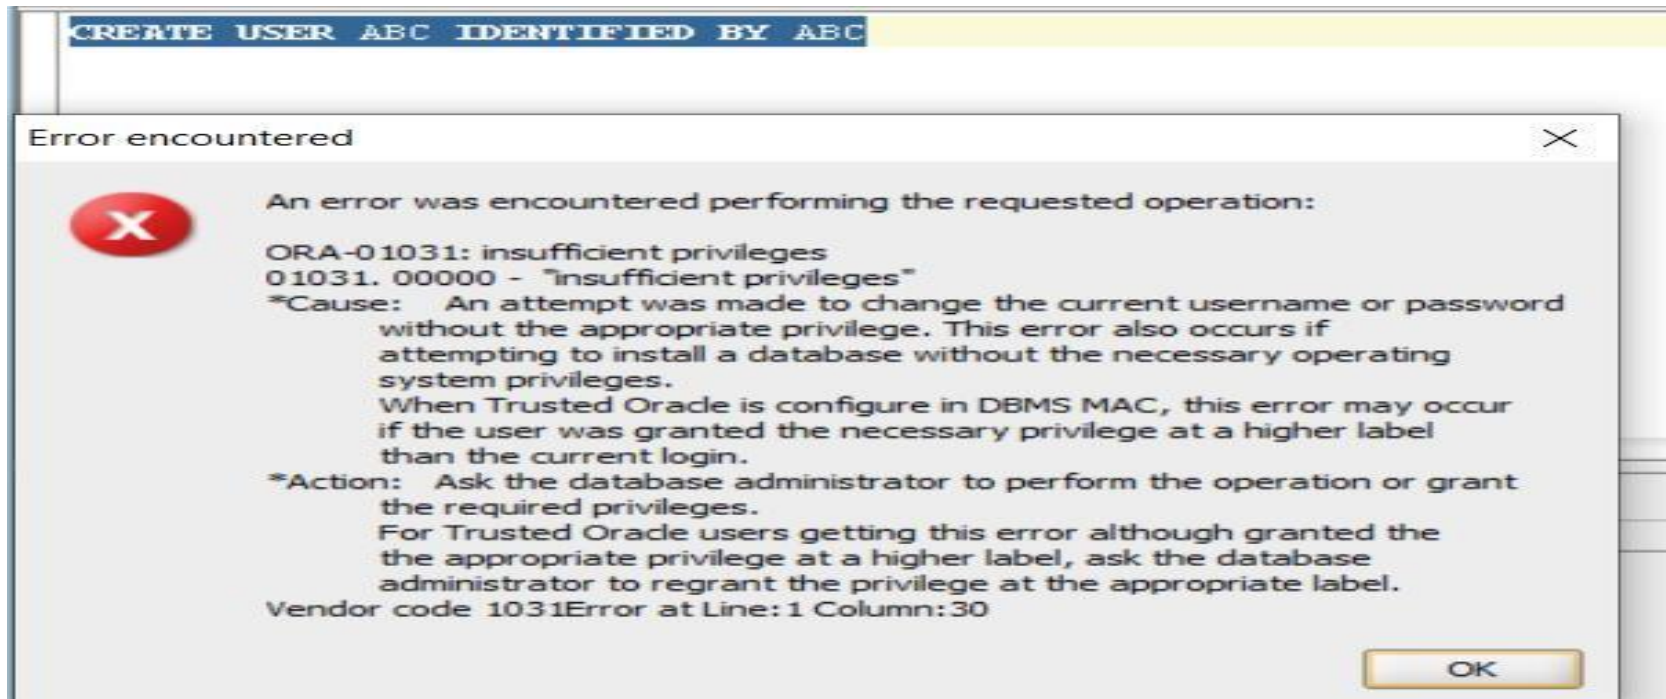 CREATE USER ABC IDENTIFIED BY ABC
Error encountered
An error was encountered performing the requested operation:
ORA-01031: insufficient privileges
01031. 00000 - "insufficient privileges"
*Cause: An attempt was made to change the current username or password
without the appropriate privilege. This error also occurs if
attempting to install a database without the necessary operating
system privileges.
When Trusted Oracle is configure in DBMS MAC, this error may occur
if the user was granted the necessary privilege at a higher label
than the current login.
*Action: Ask the database administrator to perform the operation or grant
the required privileges.
For Trusted Oracle users getting this error although granted the
the appropriate privilege at a higher label, ask the database
administrator to regrant the privilege at the appropriate label.
Vendor code 1031Error at Line:1 Column:30
OK